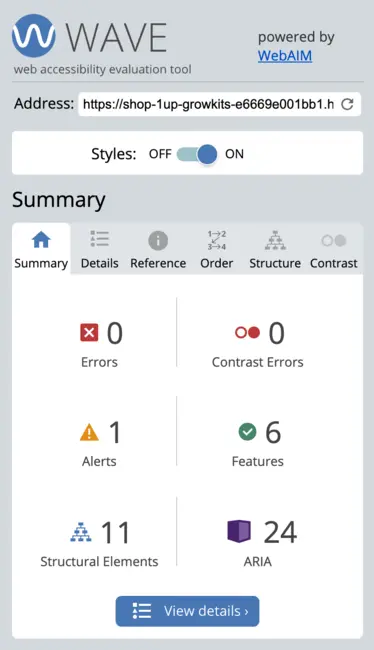 WAVE
web accessibility evaluation tool
powered by
WebAIM
Address: https://shop-1up-growkits-e6669e001bb1.h
Styles: OFF ON
Summary
1 2
3 4
Summary Details Reference Order Structure Contrast
0 0
Errors Contrast Errors
1 6
Alerts Features
11 24
Structural Elements ARIA
View details ›